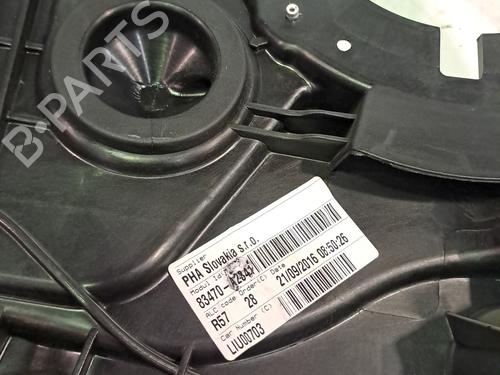 B-PARTS
Supplier
PHA Slovakia s.r.o.
Modul Id
83470-
ALC code Order(C) Date
R57 28 21/09/2016 08:50:26
Car Number (C)
LIU00703